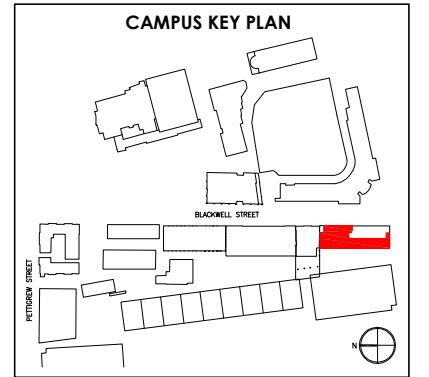 CAMPUS KEY PLAN
BLACKWELL STREET
PETTIGREW STREET
N